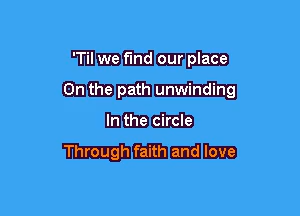 'Til we find our place
On the path unwinding
In the circle
Through faith and love